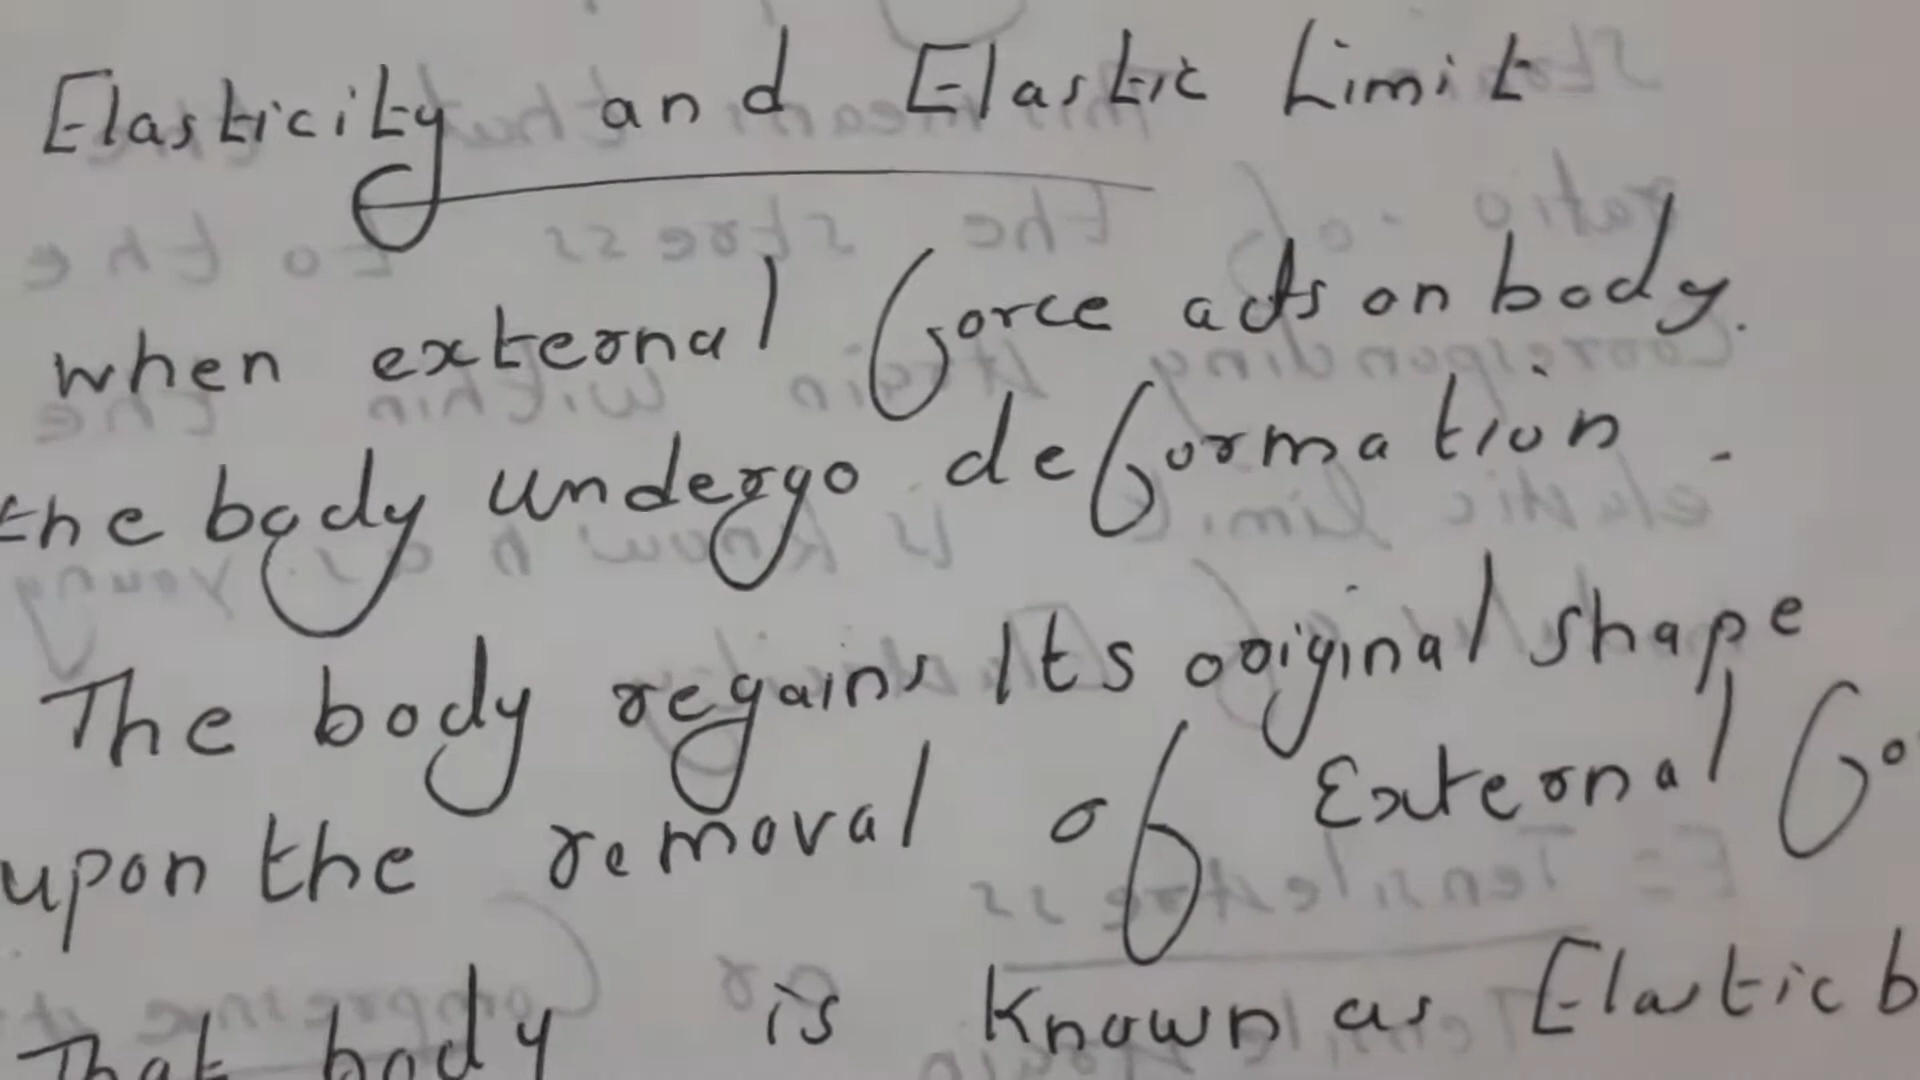 Elasticity and Elastic Limit
when external force acts on body.
the body undergo deformation.
The body regains Its original shape
upon the removal of External fo
That body is known as Elastic b